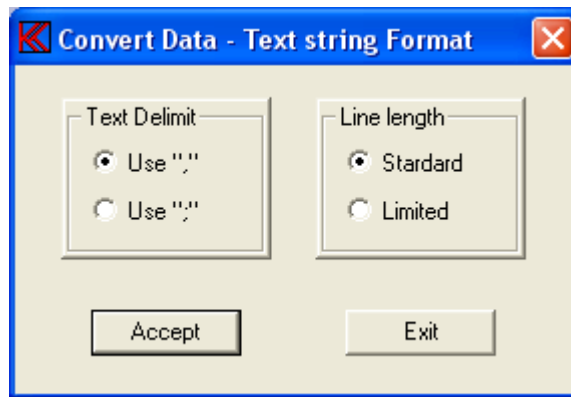 Convert Data - Text string Format
Text Delimit
Use ","
Use ";"
Line length
Stardard
Limited
Accept
Exit